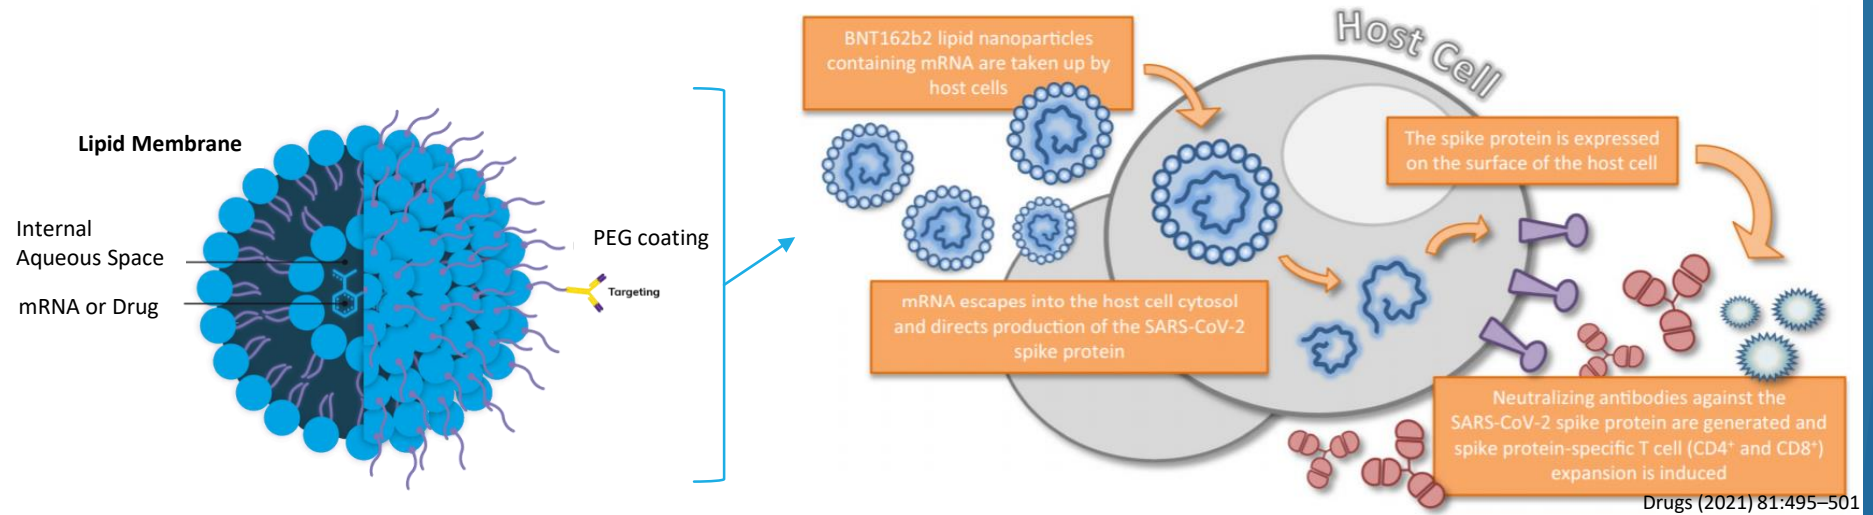 Lipid Membrane
Internal
Aqueous Space
mRNA or Drug
PEG coating
Targeting
BNT162b2 lipid nanoparticles
containing mRNA are taken up by
host cells
Host Cell
The spike protein is expressed
on the surface of the host cell
mRNA escapes into the host cell cytosol
and directs production of the SARS-CoV-2
spike protein
Neutralizing antibodies against the
SARS-CoV-2 spike protein are generated and
spike protein-specific T cell (CD4⁺ and CD8⁺)
expansion is induced
Drugs (2021) 81:495–501